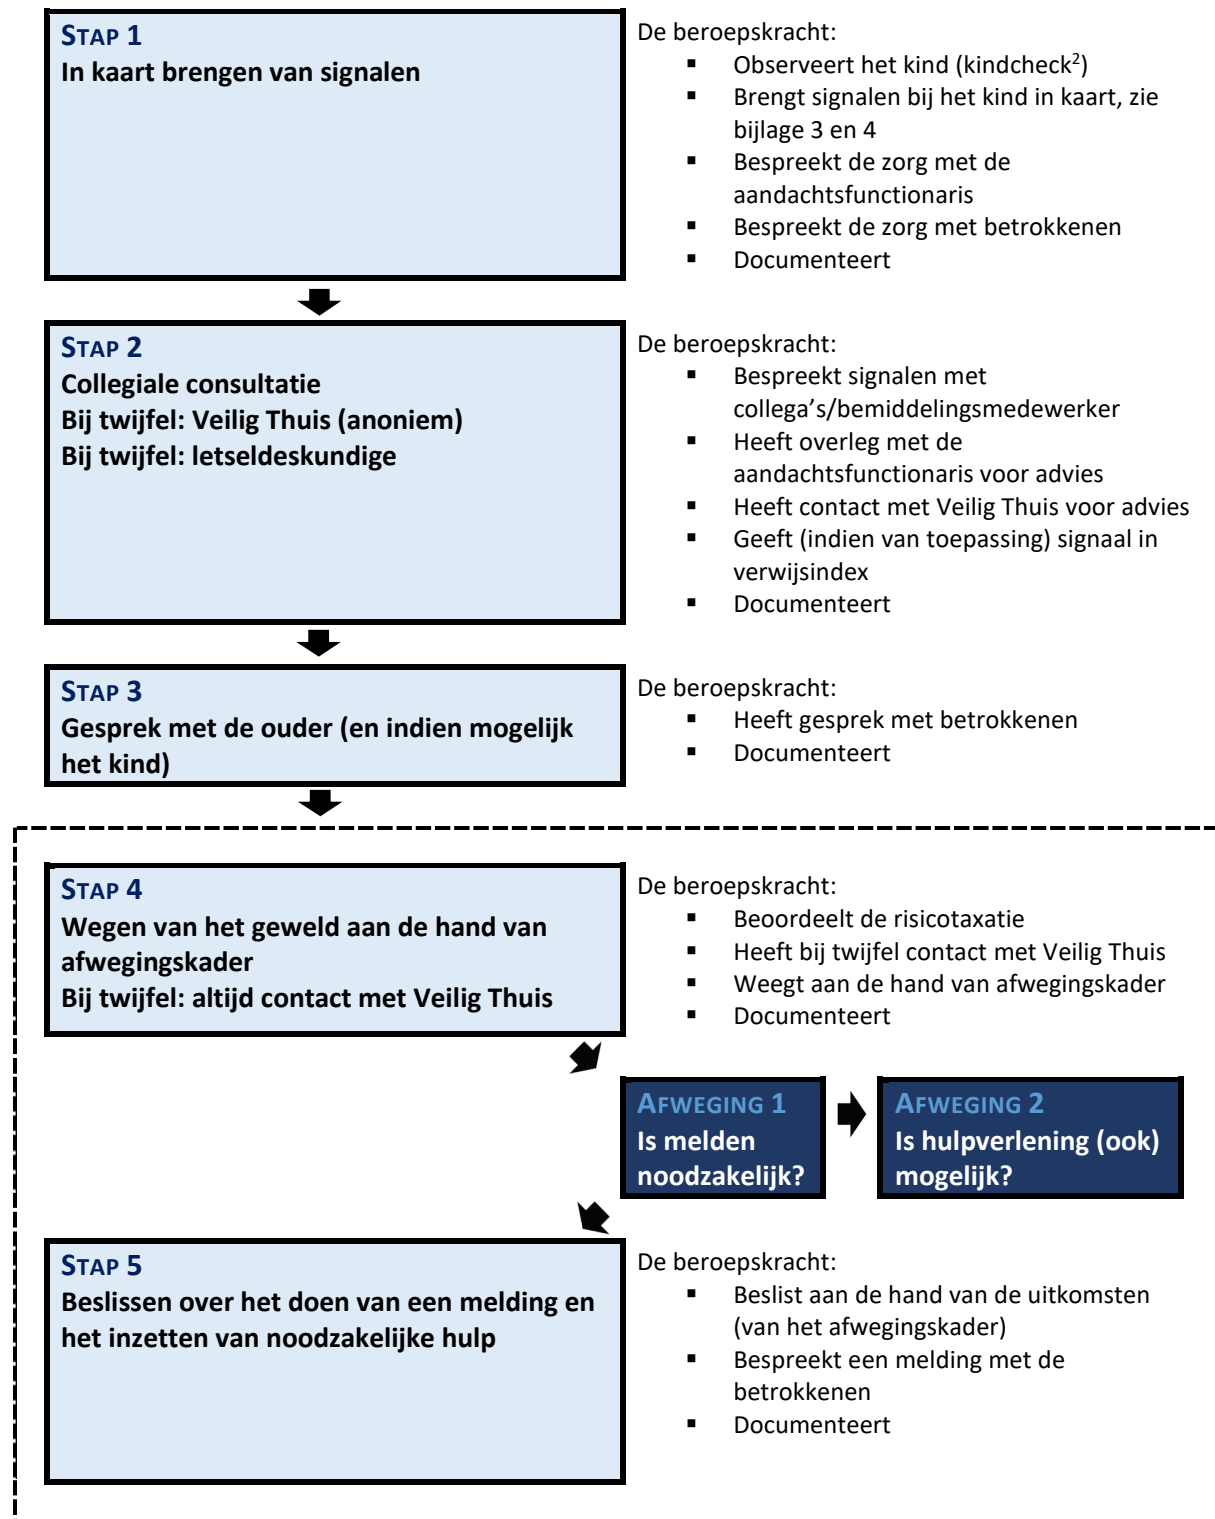 STAP 1
In kaart brengen van signalen
De beroepskracht:
▪ Observeert het kind (kindcheck²)
▪ Brengt signalen bij het kind in kaart, zie
bijlage 3 en 4
▪ Bespreekt de zorg met de
aandachtsfunctionaris
▪ Bespreekt de zorg met betrokkenen
▪ Documenteert
STAP 2
Collegiale consultatie
Bij twijfel: Veilig Thuis (anoniem)
Bij twijfel: letseldeskundige
De beroepskracht:
▪ Bespreekt signalen met
collega’s/bemiddelingsmedewerker
▪ Heeft overleg met de
aandachtsfunctionaris voor advies
▪ Heeft contact met Veilig Thuis voor advies
▪ Geeft (indien van toepassing) signaal in
verwijsindex
▪ Documenteert
STAP 3
Gesprek met de ouder (en indien mogelijk
het kind)
De beroepskracht:
▪ Heeft gesprek met betrokkenen
▪ Documenteert
STAP 4
Wegen van het geweld aan de hand van
afwegingskader
Bij twijfel: altijd contact met Veilig Thuis
De beroepskracht:
▪ Beoordeelt de risicotaxatie
▪ Heeft bij twijfel contact met Veilig Thuis
▪ Weegt aan de hand van afwegingskader
▪ Documenteert
AFWEGING 1
Is melden
noodzakelijk?
AFWEGING 2
Is hulpverlening (ook)
mogelijk?
STAP 5
Beslissen over het doen van een melding en
het inzetten van noodzakelijke hulp
De beroepskracht:
▪ Beslist aan de hand van de uitkomsten
(van het afwegingskader)
▪ Bespreekt een melding met de
betrokkenen
▪ Documenteert